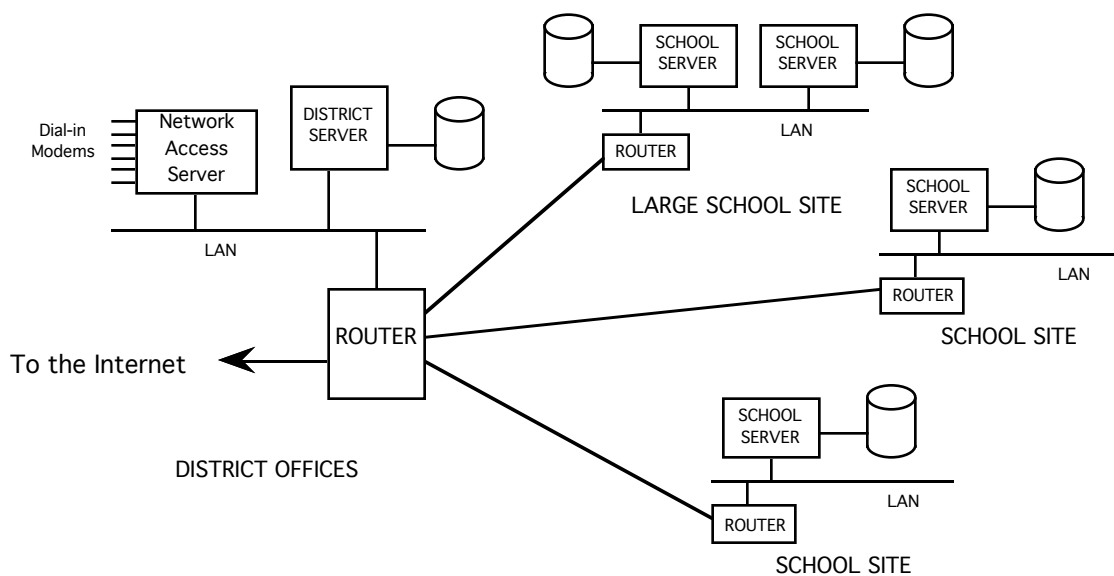 SCHOOL
SERVER
SCHOOL
SERVER
LAN
ROUTER
LARGE SCHOOL SITE
Dial-in
Modems
Network
Access
Server
DISTRICT
SERVER
LAN
SCHOOL
SERVER
LAN
ROUTER
SCHOOL SITE
ROUTER
To the Internet
DISTRICT OFFICES
SCHOOL
SERVER
LAN
ROUTER
SCHOOL SITE